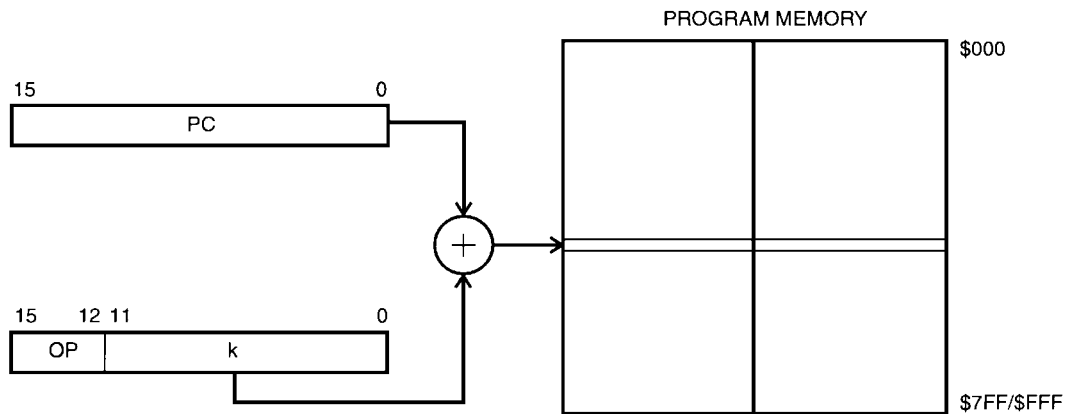 PROGRAM MEMORY
$000
15 0
PC
+
15 12 11 0
OP k
$7FF/$FFF